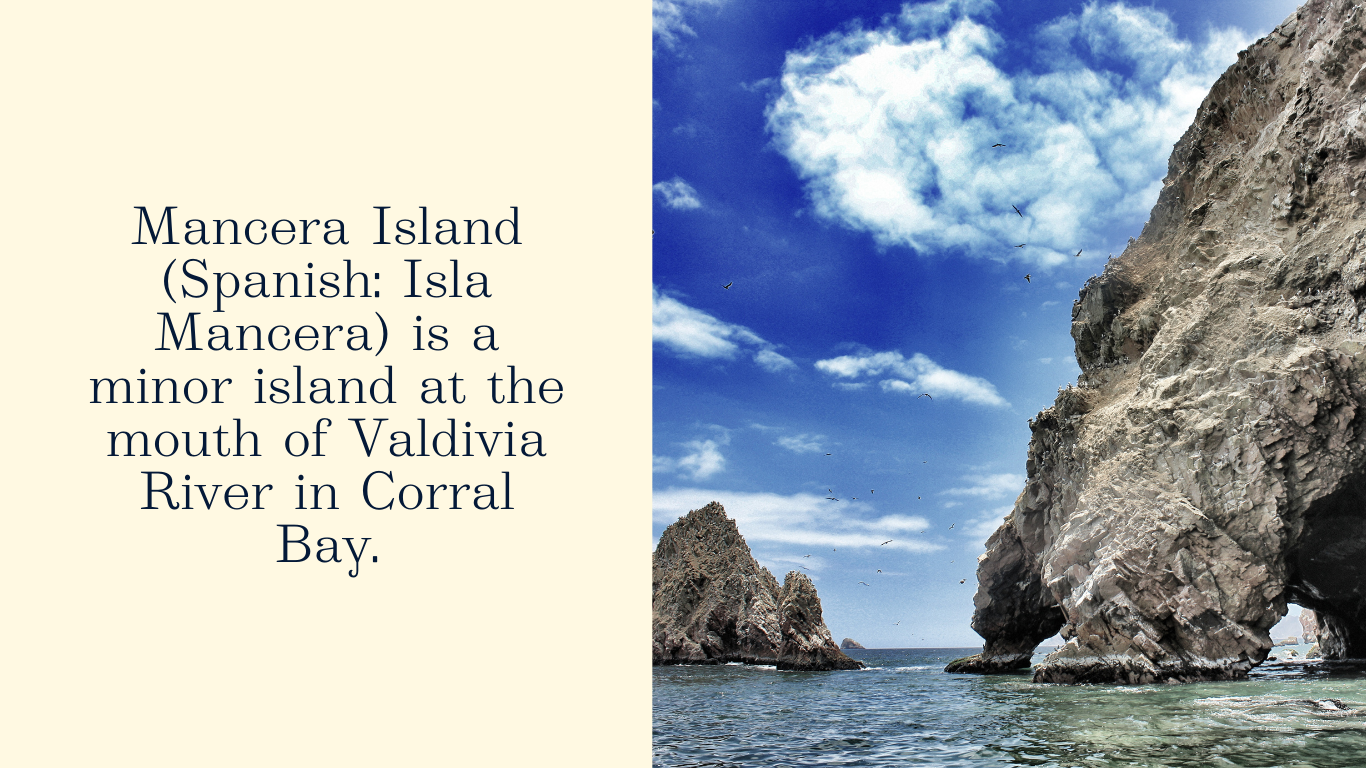 Mancera Island
(Spanish: Isla
Mancera) is a
minor island at the
mouth of Valdivia
River in Corral
Bay.